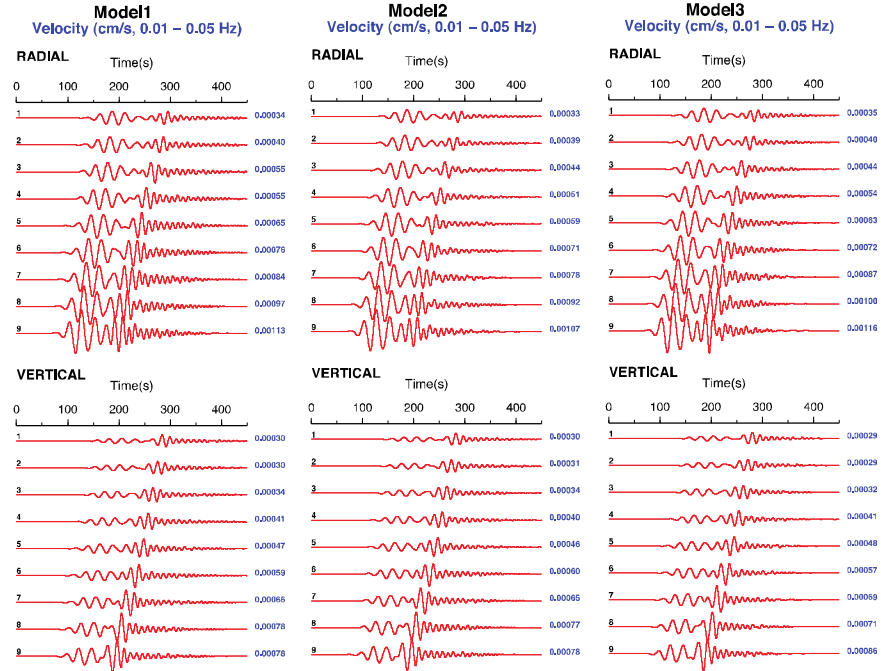 Model1
Velocity (cm/s, 0.01 – 0.05 Hz)
RADIAL
Time(s)
0 100 200 300 400
1 0.00034
2 0.00040
3 0.00055
4 0.00055
5 0.00065
6 0.00076
7 0.00084
8 0.00097
9 0.00113
VERTICAL
Time(s)
0 100 200 300 400
1 0.00030
2 0.00030
3 0.00034
4 0.00041
5 0.00047
6 0.00059
7 0.00066
8 0.00078
9 0.00078
Model2
Velocity (cm/s, 0.01 – 0.05 Hz)
RADIAL
Time(s)
0 100 200 300 400
1 0.00033
2 0.00039
3 0.00044
4 0.00051
5 0.00059
6 0.00071
7 0.00078
8 0.00092
9 0.00107
VERTICAL
Time(s)
0 100 200 300 400
1 0.00030
2 0.00031
3 0.00034
4 0.00040
5 0.00046
6 0.00060
7 0.00065
8 0.00077
9 0.00078
Model3
Velocity (cm/s, 0.01 – 0.05 Hz)
RADIAL
Time(s)
0 100 200 300 400
1 0.00035
2 0.00040
3 0.00044
4 0.00054
5 0.00063
6 0.00072
7 0.00087
8 0.00100
9 0.00116
VERTICAL
Time(s)
0 100 200 300 400
1 0.00029
2 0.00029
3 0.00032
4 0.00041
5 0.00048
6 0.00057
7 0.00069
8 0.00071
9 0.00086